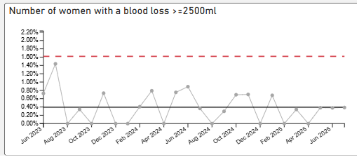 Number of women with a blood loss >=2500ml
2.20%
2.00%
1.80%
1.60%
1.40%
1.20%
1.00%
0.80%
0.60%
0.40%
0.20%
0.00%
Jun 2023
Aug 2023
Oct 2023
Dec 2023
Feb 2024
Apr 2024
Jun 2024
Aug 2024
Oct 2024
Dec 2024
Feb 2025
Apr 2025
Jun 2025